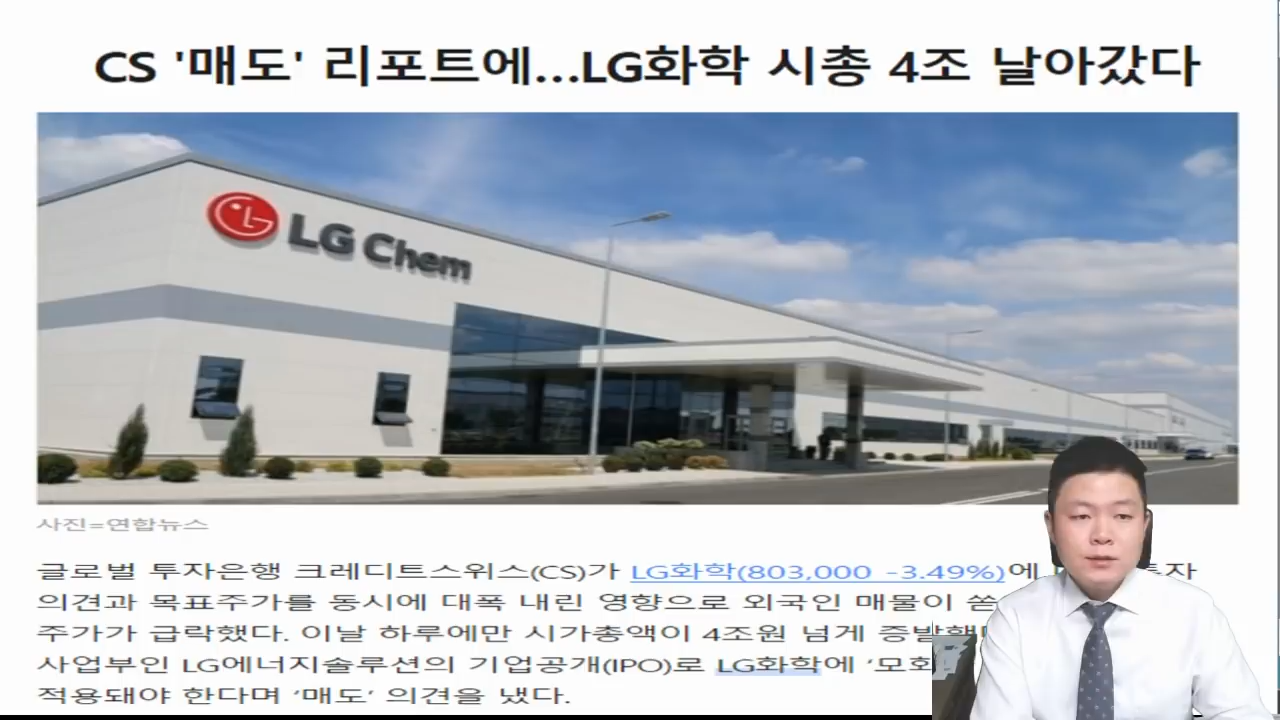 CS '매도' 리포트에...LG화학 시총 4조 날아갔다
LG Chem
사진=연합뉴스
글로벌 투자은행 크레디트스위스(CS)가 LG화학(803,000 -3.49%)에
의견과 목표주가를 동시에 대폭 내린 영향으로 외국인 매물이
주가가 급락했다. 이날 하루에만 시가총액이 4조원 넘게
사업부인 LG에너지솔루션의 기업공개(IPO)로 LG화학에
적용돼야 한다며 ‘매도’ 의견을 냈다.